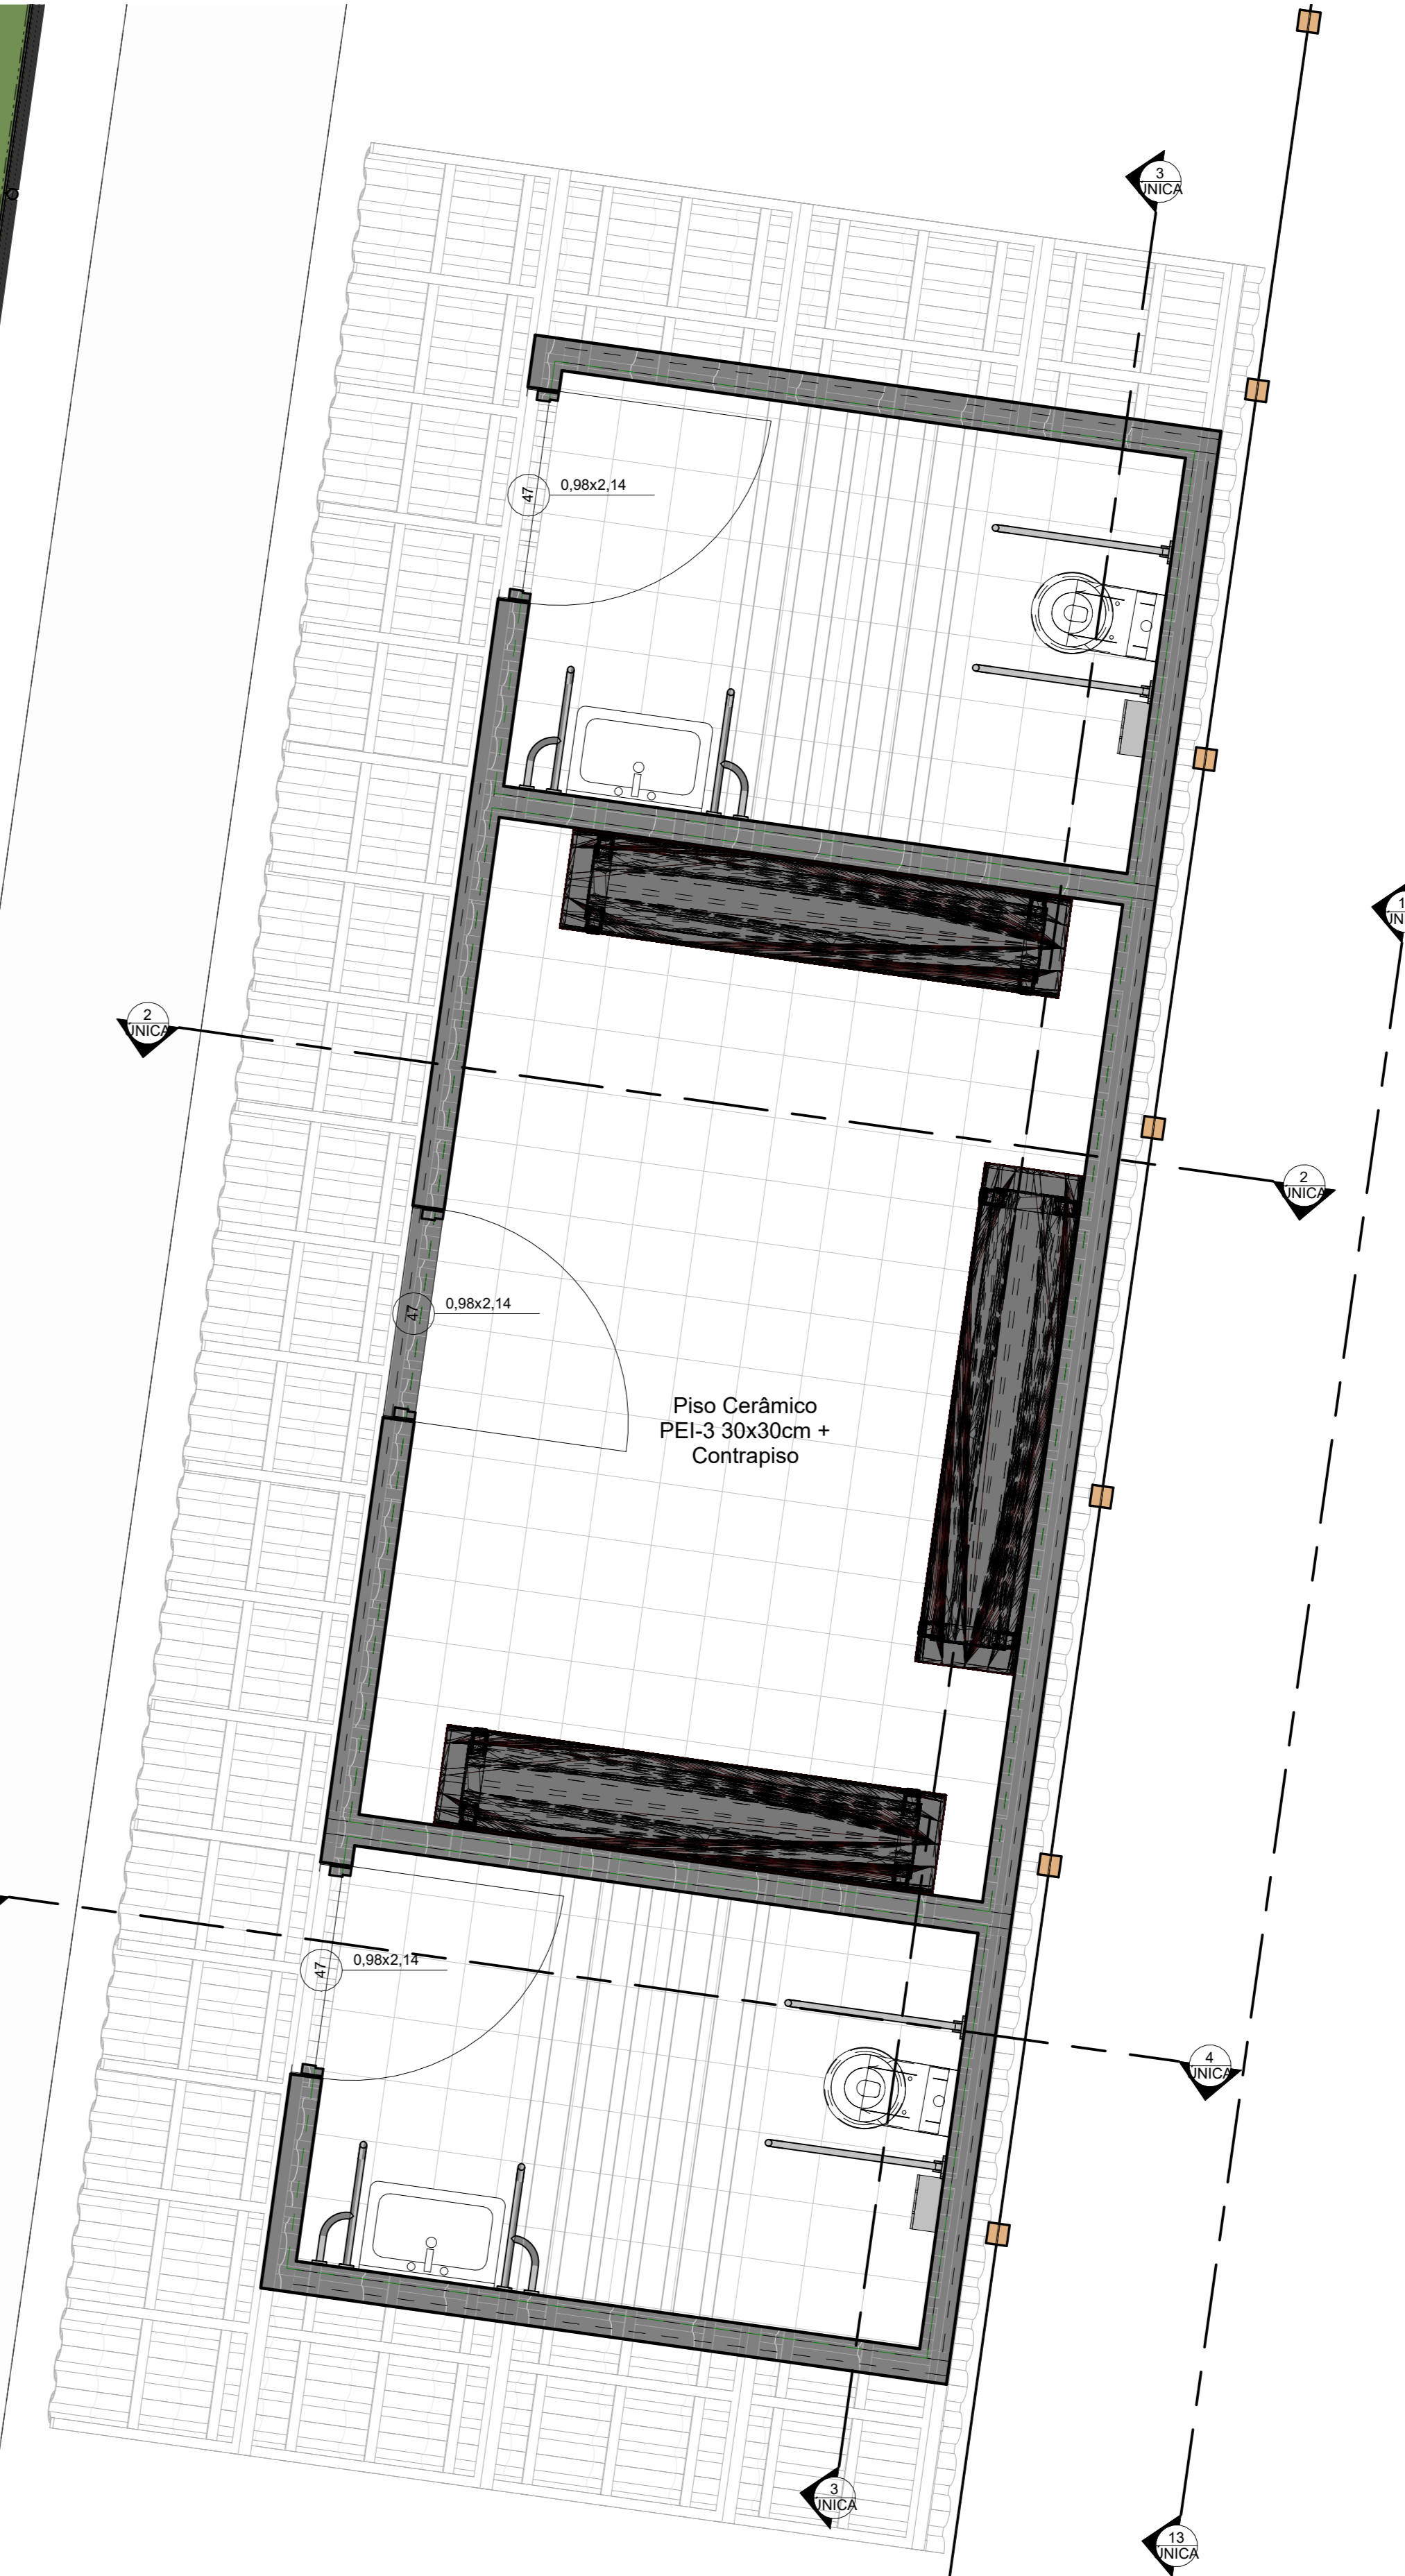 3
ÚNICA
47
0,98x2,14
2
ÚNICA
2
ÚNICA
47
0,98x2,14
Piso Cerâmico
PEI-3 30x30cm +
Contrapiso
47
0,98x2,14
4
ÚNICA
3
ÚNICA
13
ÚNICA